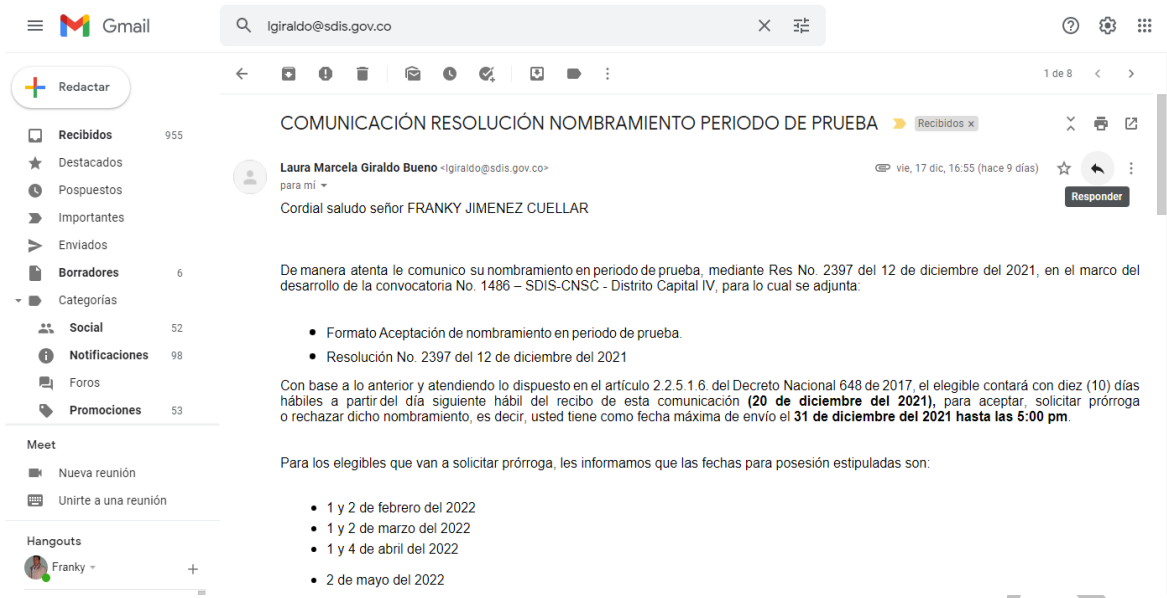 Gmail
lgiraldo@sdis.gov.co
Redactar
1 de 8
Recibidos 955
Destacados
Pospuestos
Importantes
Enviados
Borradores 6
Categorías
Social 52
Notificaciones 98
Foros
Promociones 53
Meet
Nueva reunión
Unirte a una reunión
Hangouts
Franky
COMUNICACIÓN RESOLUCIÓN NOMBRAMIENTO PERIODO DE PRUEBA Recibidos x
Laura Marcela Giraldo Bueno <lgiraldo@sdis.gov.co> vie, 17 dic, 16:55 (hace 9 días)
para mí
Responder
Cordial saludo señor FRANKY JIMENEZ CUELLAR
De manera atenta le comunico su nombramiento en periodo de prueba, mediante Res No. 2397 del 12 de diciembre del 2021, en el marco del
desarrollo de la convocatoria No. 1486 – SDIS-CNSC - Distrito Capital IV, para lo cual se adjunta:
• Formato Aceptación de nombramiento en periodo de prueba.
• Resolución No. 2397 del 12 de diciembre del 2021
Con base a lo anterior y atendiendo lo dispuesto en el artículo 2.2.5.1.6. del Decreto Nacional 648 de 2017, el elegible contará con diez (10) días
hábiles a partir del día siguiente hábil del recibo de esta comunicación (20 de diciembre del 2021), para aceptar, solicitar prórroga
o rechazar dicho nombramiento, es decir, usted tiene como fecha máxima de envío el 31 de diciembre del 2021 hasta las 5:00 pm.
Para los elegibles que van a solicitar prórroga, les informamos que las fechas para posesión estipuladas son:
• 1 y 2 de febrero del 2022
• 1 y 2 de marzo del 2022
• 1 y 4 de abril del 2022
• 2 de mayo del 2022